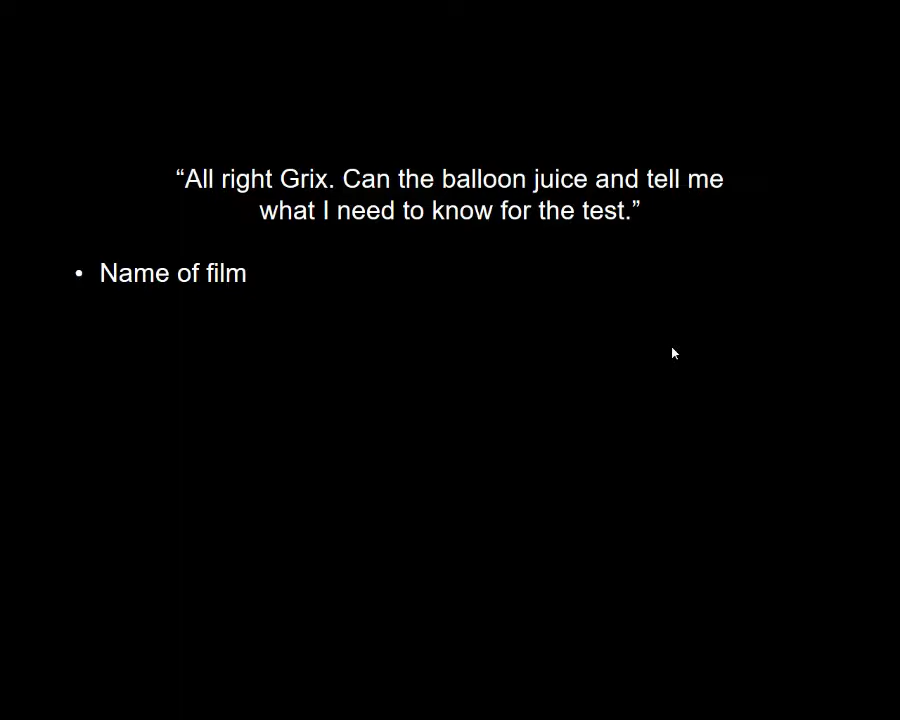 “All right Grix. Can the balloon juice and tell me
what I need to know for the test.”
• Name of film